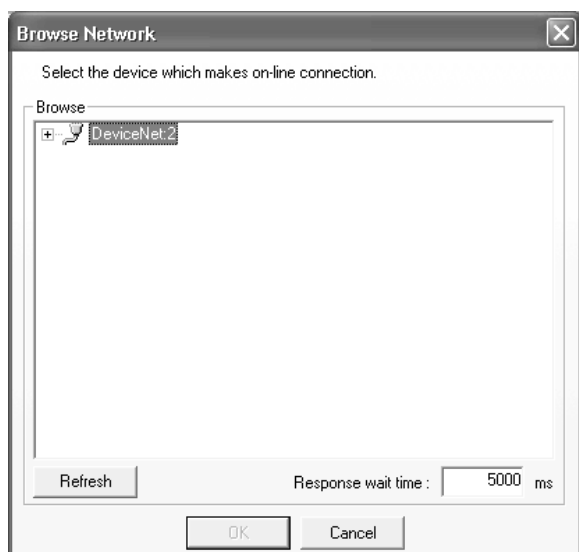 Browse Network
Select the device which makes on-line connection.
Browse
DeviceNet:2
Refresh
Response wait time : 5000 ms
OK Cancel